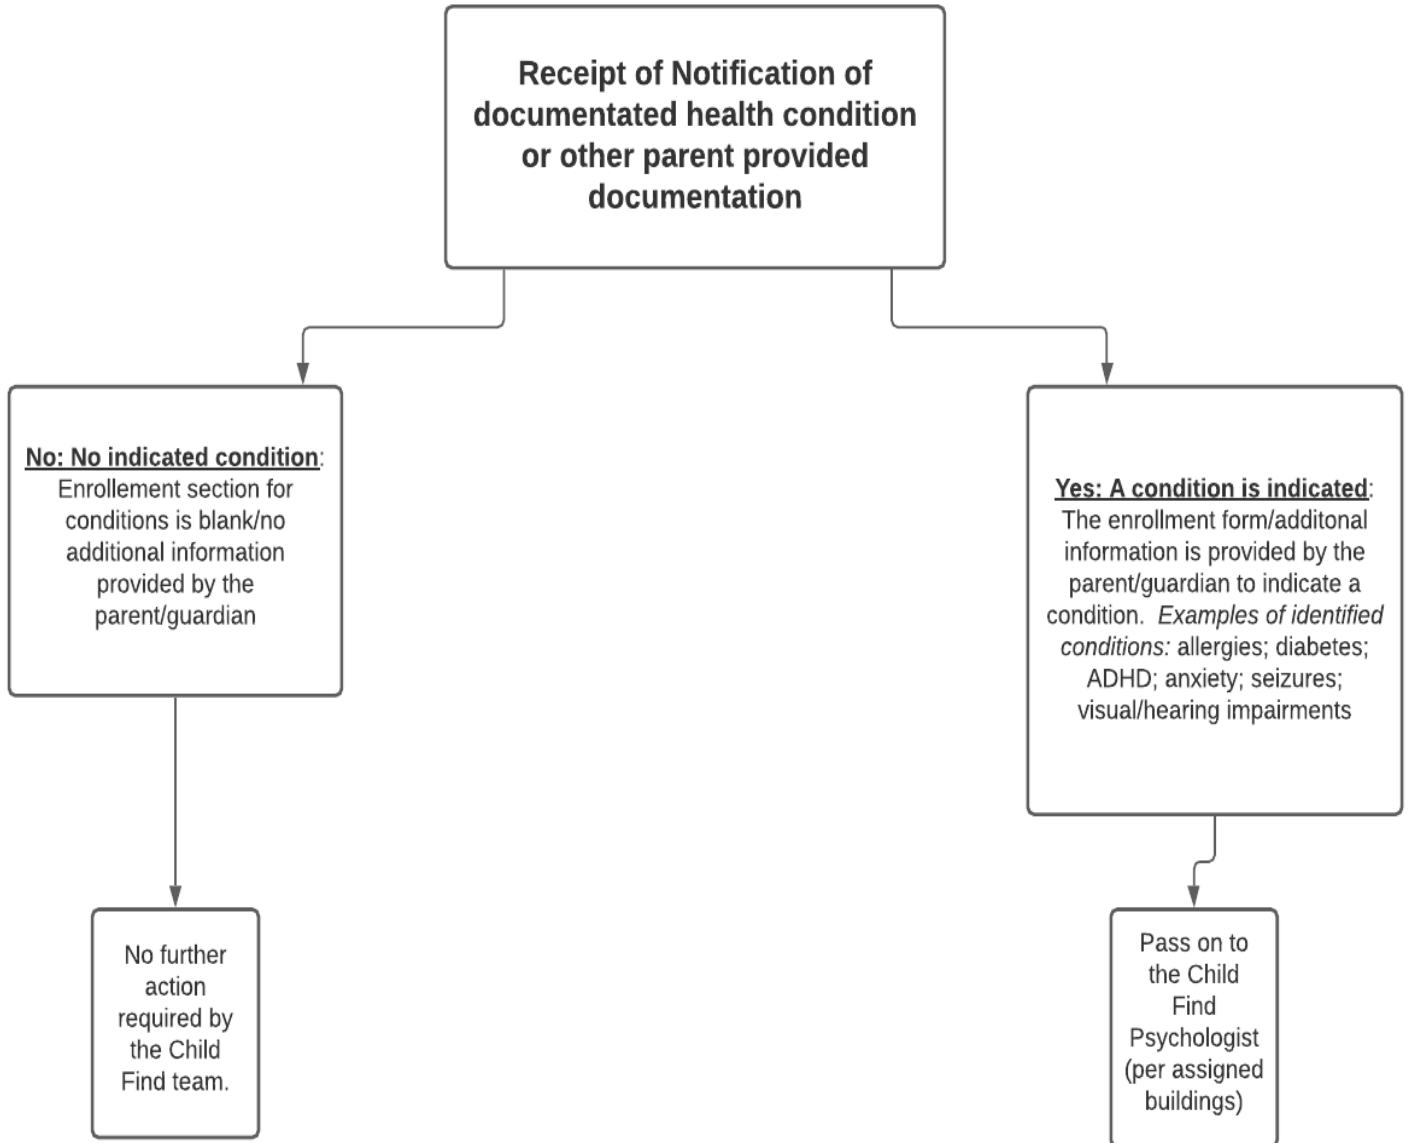 Receipt of Notification of
documentated health condition
or other parent provided
documentation
No: No indicated condition:
Enrollement section for
conditions is blank/no
additional information
provided by the
parent/guardian
Yes: A condition is indicated:
The enrollment form/additonal
information is provided by the
parent/guardian to indicate a
condition. Examples of identified
conditions: allergies; diabetes;
ADHD; anxiety; seizures;
visual/hearing impairments
No further
action
required by
the Child
Find team.
Pass on to
the Child
Find
Psychologist
(per assigned
buildings)